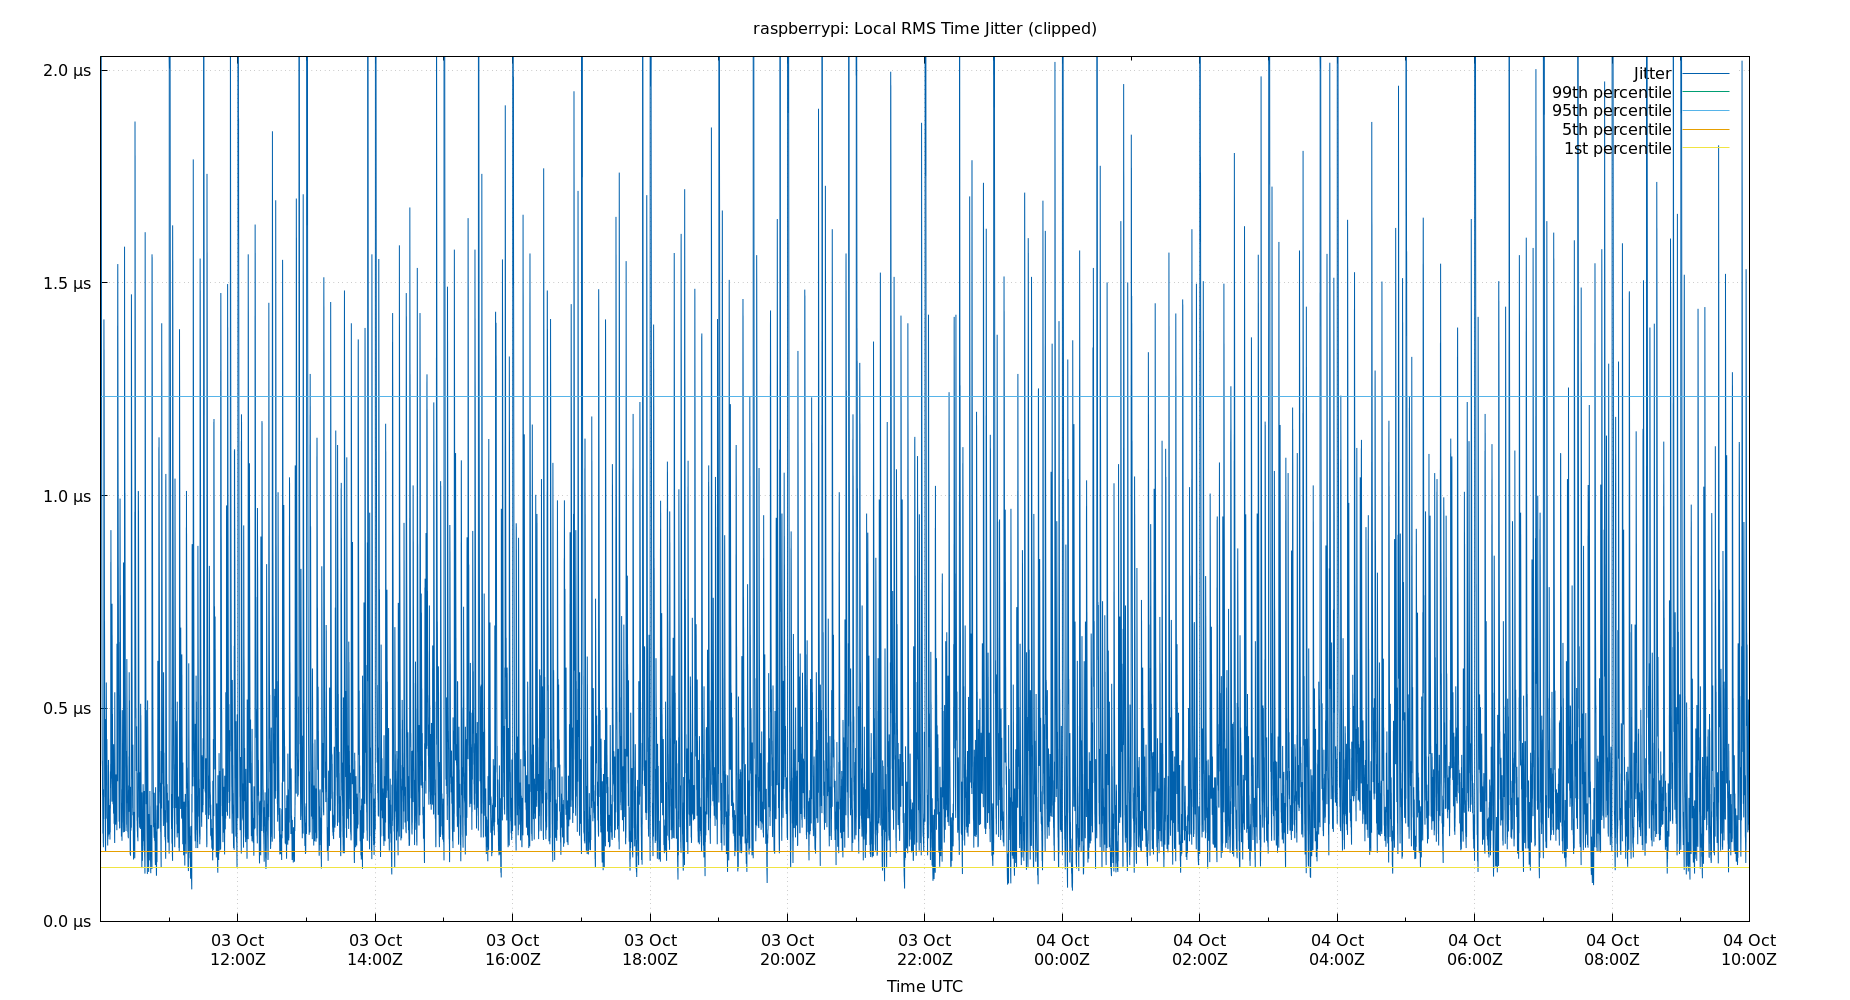 raspberrypi: Local RMS Time Jitter (clipped)
2.0 µs
1.5 µs
1.0 µs
0.5 µs
0.0 µs
Jitter
99th percentile
95th percentile
5th percentile
1st percentile
03 Oct
12:00Z
03 Oct
14:00Z
03 Oct
16:00Z
03 Oct
18:00Z
03 Oct
20:00Z
03 Oct
22:00Z
04 Oct
00:00Z
04 Oct
02:00Z
04 Oct
04:00Z
04 Oct
06:00Z
04 Oct
08:00Z
04 Oct
10:00Z
Time UTC